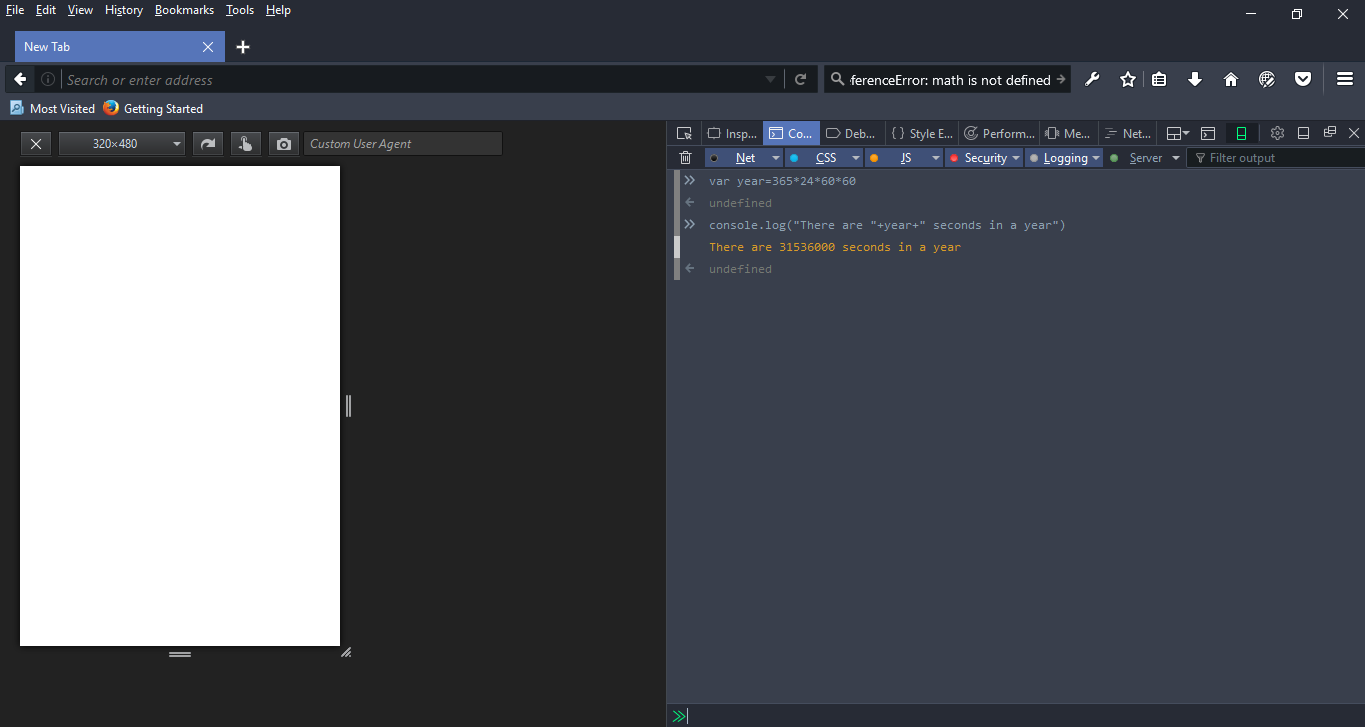 File Edit View History Bookmarks Tools Help
New Tab
Search or enter address
ferenceError: math is not defined
Most Visited Getting Started
320×480
Custom User Agent
Insp... Co... Deb... { } Style E... Perform... Me... Net...
Net CSS JS Security Logging Server Filter output
var year=365*24*60*60
undefined
console.log("There are "+year+" seconds in a year")
There are 31536000 seconds in a year
undefined